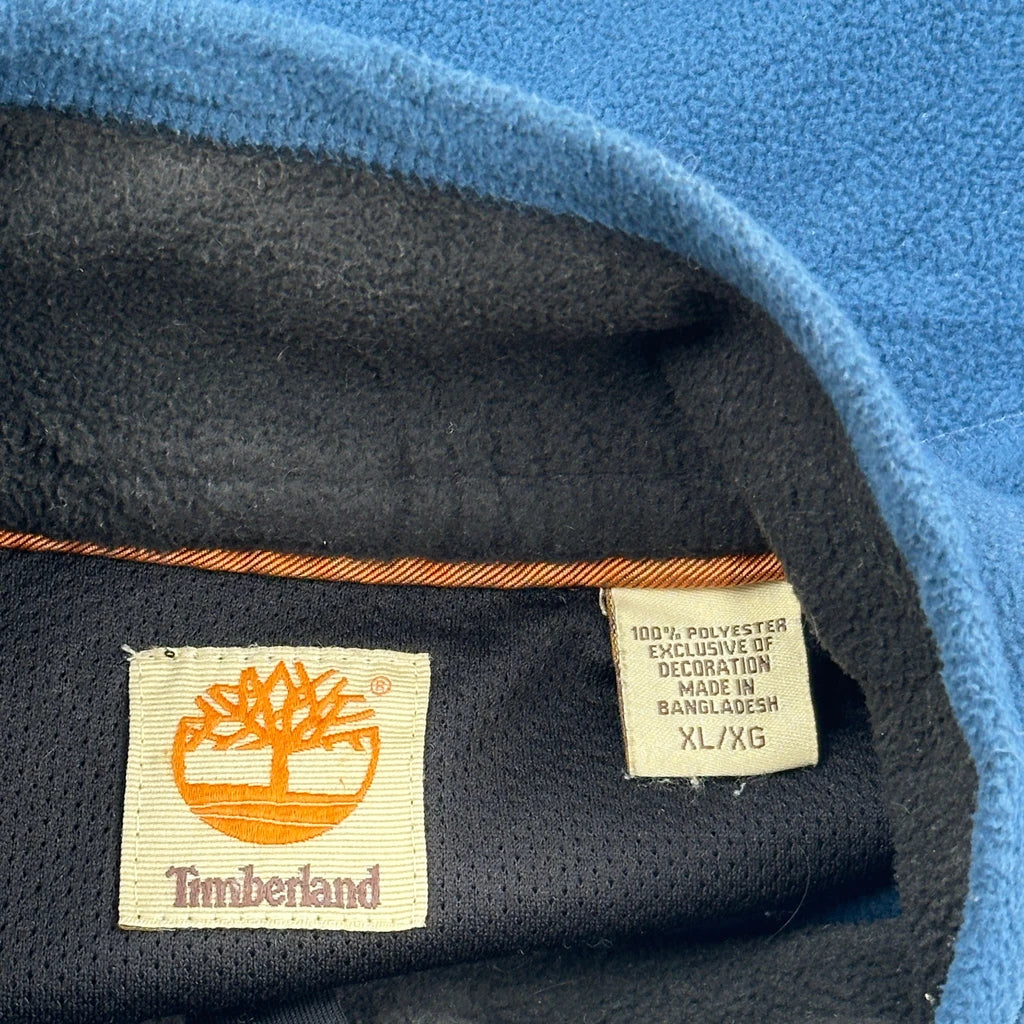 ®
Timberland
100% POLYESTER
EXCLUSIVE OF
DECORATION
MADE IN
BANGLADESH
XL/XG